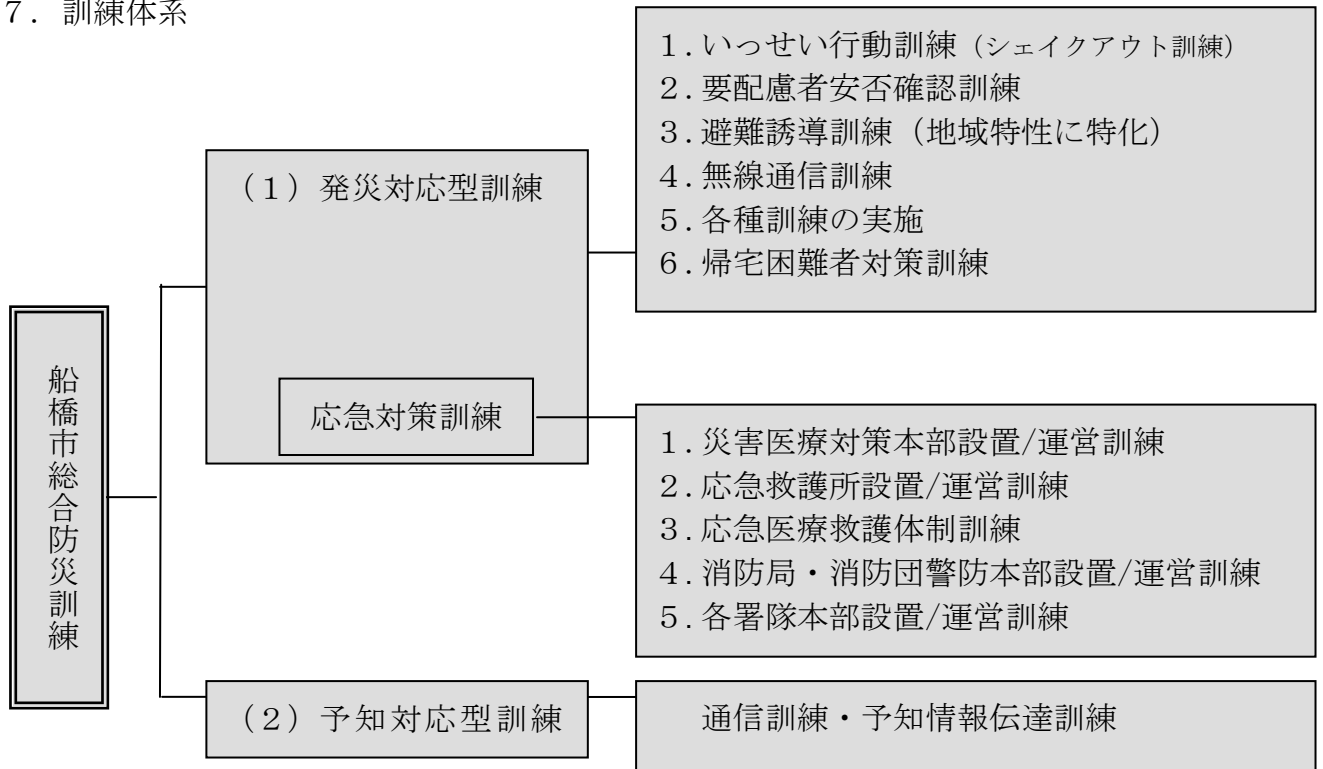 ７．訓練体系
船橋市総合防災訓練
（１）発災対応型訓練
１.いっせい行動訓練（シェイクアウト訓練）
２.要配慮者安否確認訓練
３.避難誘導訓練（地域特性に特化）
４.無線通信訓練
５.各種訓練の実施
６.帰宅困難者対策訓練
応急対策訓練
１.災害医療対策本部設置/運営訓練
２.応急救護所設置/運営訓練
３.応急医療救護体制訓練
４.消防局・消防団警防本部設置/運営訓練
５.各署隊本部設置/運営訓練
（２）予知対応型訓練
通信訓練・予知情報伝達訓練